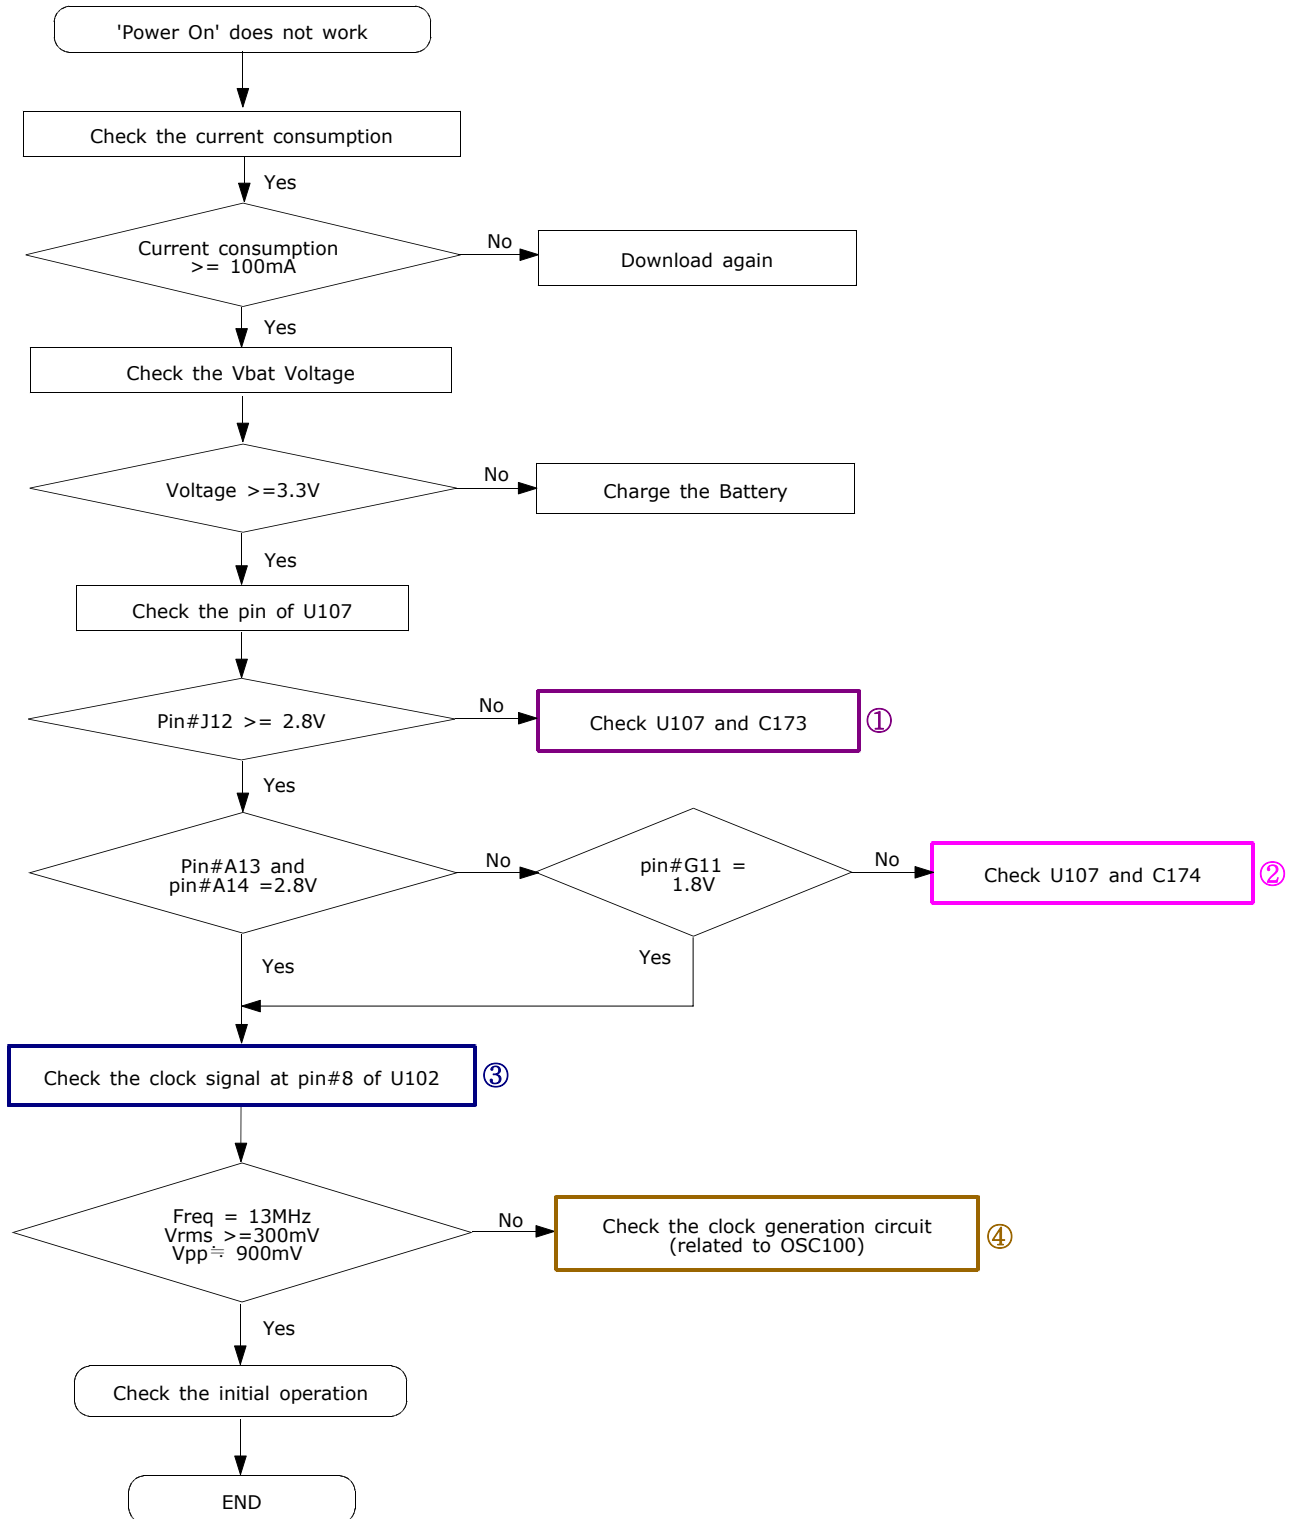 'Power On' does not work
Check the current consumption
Yes
Current consumption
>= 100mA
No
Download again
Yes
Check the Vbat Voltage
Voltage >=3.3V
No
Charge the Battery
Yes
Check the pin of U107
Pin#J12 >= 2.8V
No
Check U107 and C173
①
Yes
Pin#A13 and
pin#A14 =2.8V
No
pin#G11 =
1.8V
No
Check U107 and C174
②
Yes
Yes
Check the clock signal at pin#8 of U102
③
Freq = 13MHz
Vrms >=300mV
Vpp≒ 900mV
No
Check the clock generation circuit
(related to OSC100)
④
Yes
Check the initial operation
END